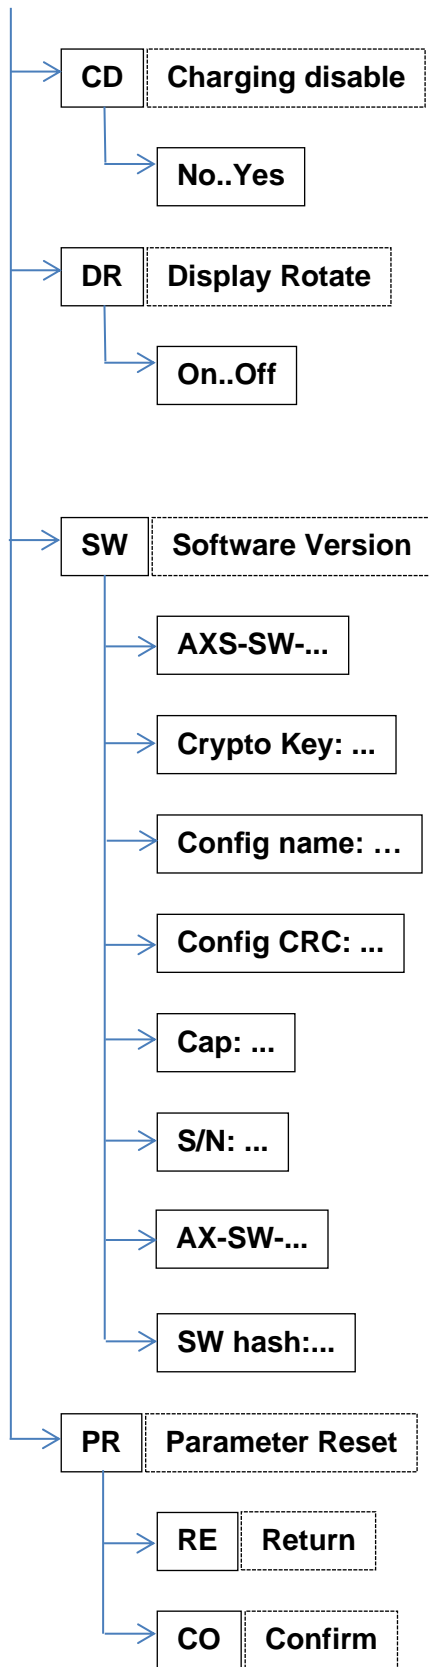 CD Charging disable
No..Yes
DR Display Rotate
On..Off
SW Software Version
AXS-SW-...
Crypto Key: ...
Config name: …
Config CRC: ...
Cap: ...
S/N: ...
AX-SW-...
SW hash:...
PR Parameter Reset
RE Return
CO Confirm